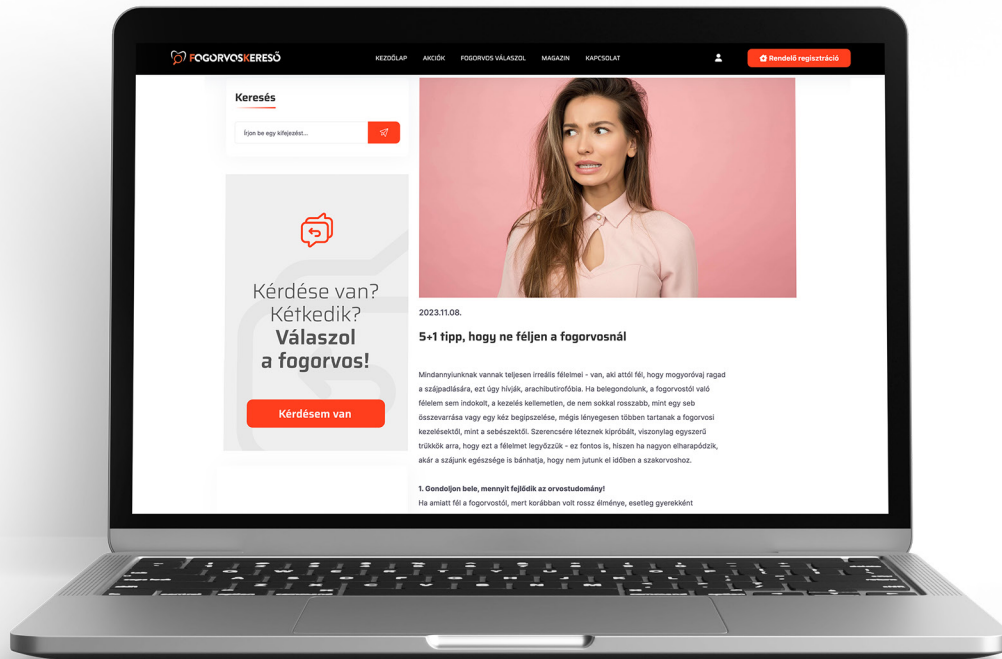 FOGORVOSKERESŐ
KEZDŐLAP AKCIÓK FOGORVOS VÁLASZOL MAGAZIN KAPCSOLAT
Rendelő regisztráció
Keresés
Írjon be egy kifejezést...
Kérdése van?
Kétkedik?
Válaszol
a fogorvos!
Kérdésem van
2023.11.08.
5+1 tipp, hogy ne féljen a fogorvosnál
Mindannyiunknak vannak teljesen irreális félelmei - van, aki attól fél, hogy mogyoróvaj ragad
a szájpadlására, ezt úgy hívják, arachibutirofóbia. Ha belegondolunk, a fogorvostól való
félelem sem indokolt, a kezelés kellemetlen, de nem sokkal rosszabb, mint egy seb
összevarrása vagy egy kéz begipszelése, mégis lényegesen többen tartanak a fogorvosi
kezelésektől, mint a sebészektől. Szerencsére léteznek kipróbált, viszonylag egyszerű
trükkök arra, hogy ezt a félelmet legyőzzük - ez fontos is, hiszen ha nagyon elharapódzik,
akár a szájunk egészsége is bánhatja, hogy nem jutunk el időben a szakorvoshoz.
1. Gondoljon bele, mennyit fejlődik az orvostudomány!
Ha amiatt fél a fogorvostól, mert korábban volt rossz élménye, esetleg gyerekként